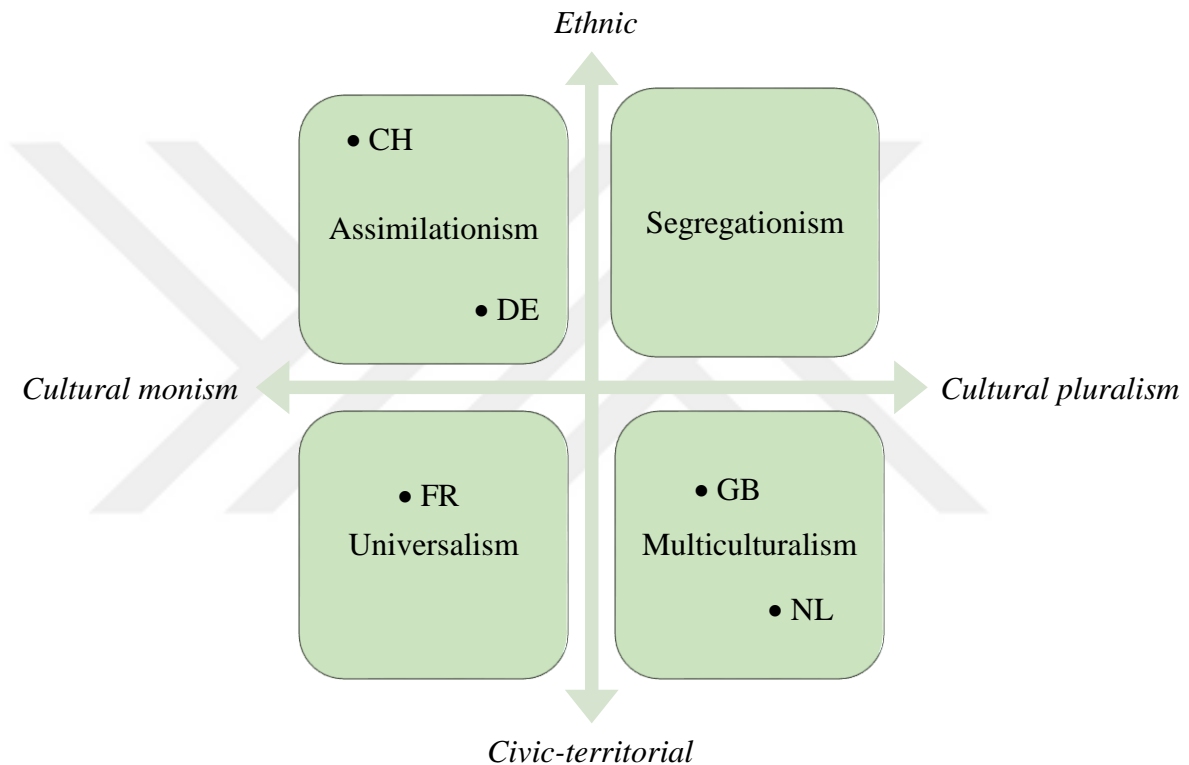 Ethnic
• CH
Assimilationism
Segregationism
• DE
Cultural monism
Cultural pluralism
• FR
• GB
Universalism
Multiculturalism
• NL
Civic-territorial